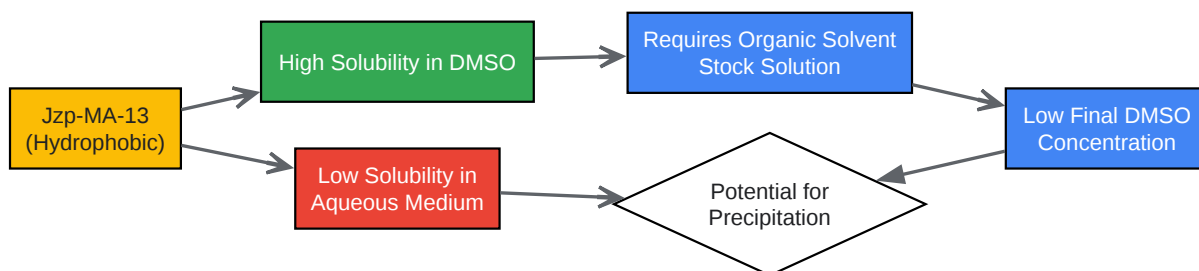 Jzp-MA-13
(Hydrophobic)
High Solubility in DMSO
Low Solubility in
Aqueous Medium
Requires Organic Solvent
Stock Solution
Low Final DMSO
Concentration
Potential for
Precipitation